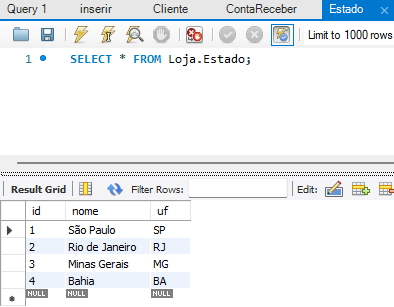 Query 1 inserir Cliente ContaReceber Estado ×
Limit to 1000 rows
1 SELECT * FROM Loja.Estado;
Result Grid Filter Rows: Edit:
id nome uf
1 São Paulo SP
2 Rio de Janeiro RJ
3 Minas Gerais MG
4 Bahia BA
NULL NULL NULL